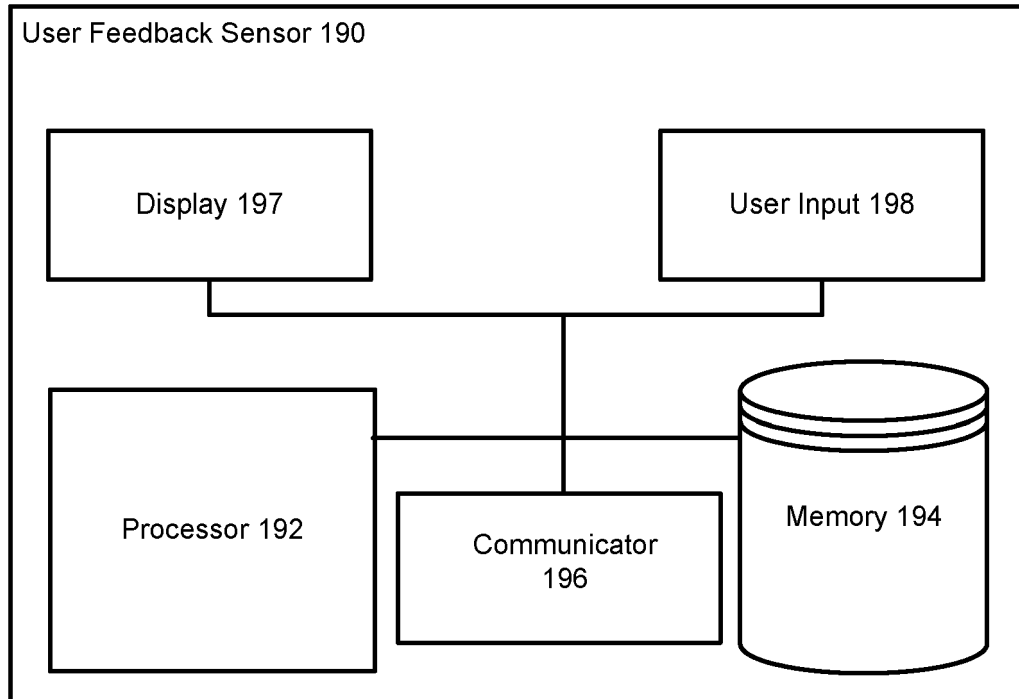 User Feedback Sensor 190
Display 197
User Input 198
Processor 192
Communicator
196
Memory 194